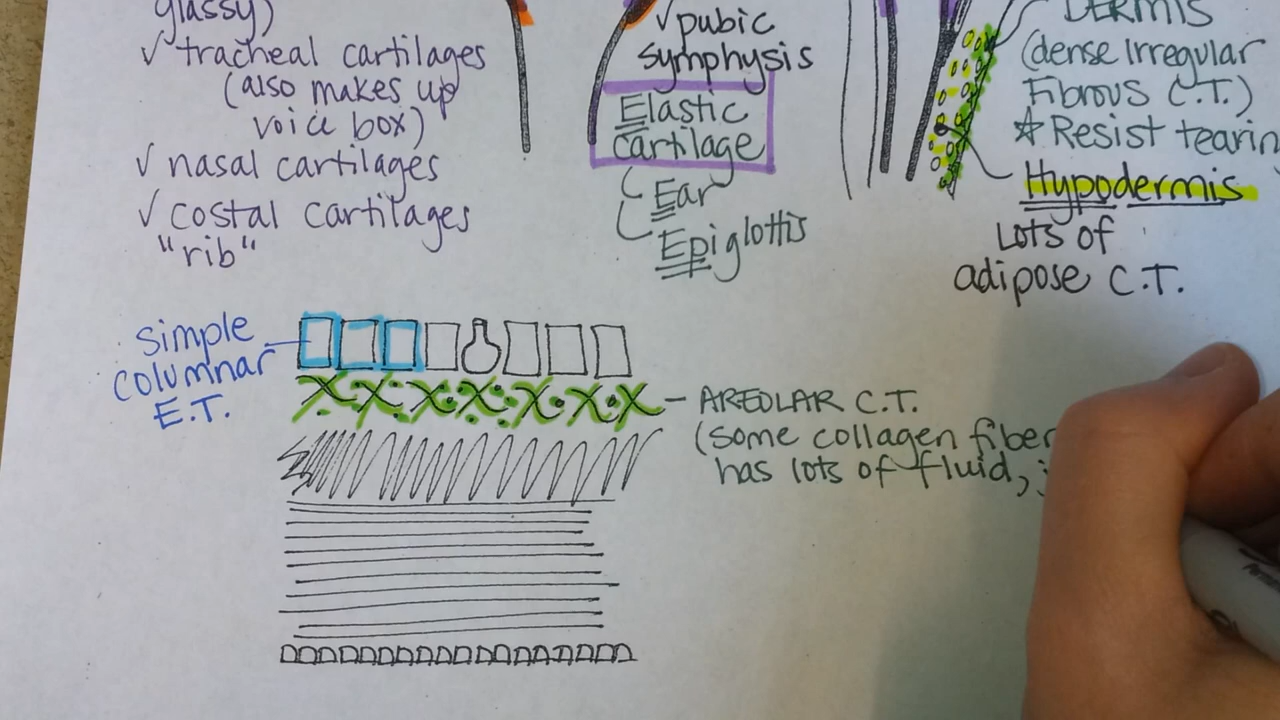 glassy)
✓ tracheal cartilages
(also makes up
voice box)
✓ nasal cartilages
✓ costal cartilages
"rib"
✓ pubic
symphysis
Elastic
cartilage
Ear
Epiglottis
DERMIS
(dense Irregular
Fibrous C.T.)
☆ Resist tearin
Hypodermis
Lots of
adipose C.T.
simple
columnar
E.T.
AREOLAR C.T.
(some collagen fiber
has lots of fluid,